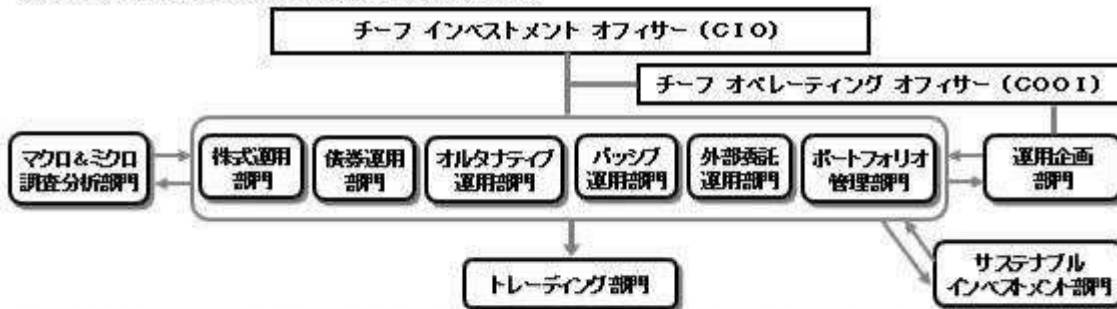 チーフ インベストメント オフィサー (CIO)
チーフ オペレーティング オフィサー (COOI)
マクロ&ミクロ
調査分析部門
株式運用
部門
債券運用
部門
オルタナティブ
運用部門
パッシブ
運用部門
外部委託
運用部門
ポートフォリオ
管理部門
運用企画
部門
トレーディング部門
サステナブル
インベストメント部門